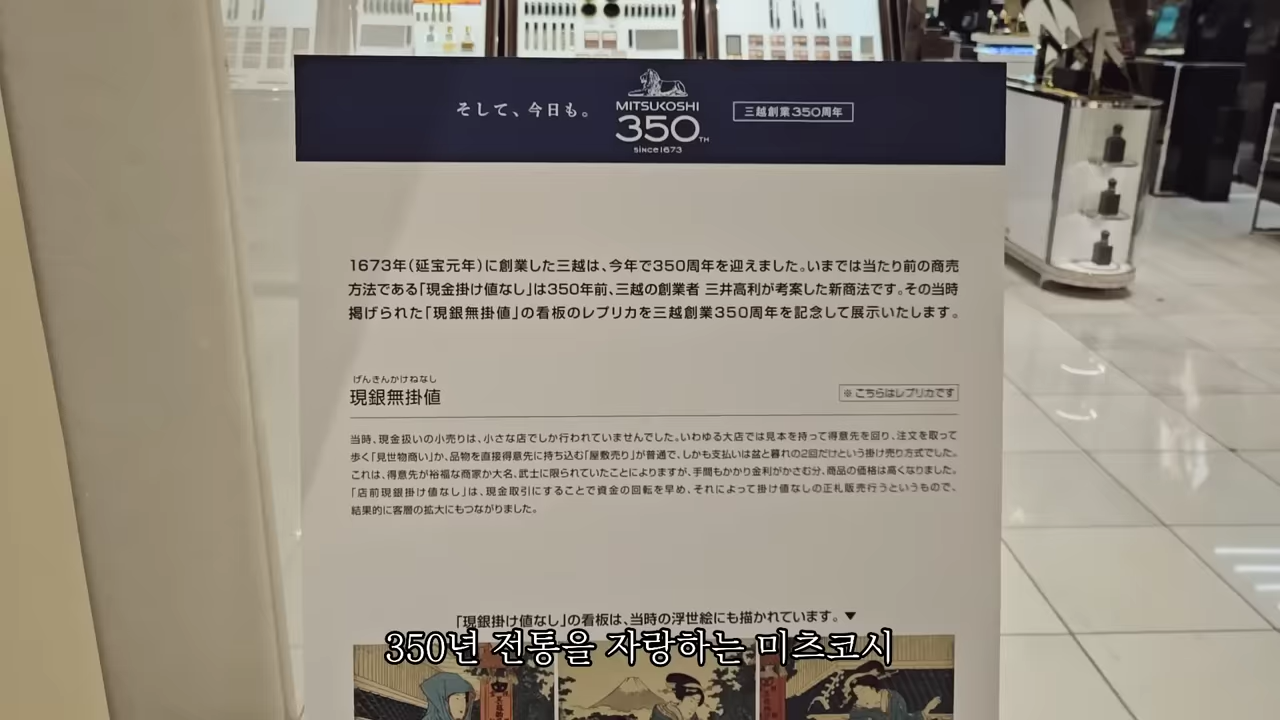 そして、今日も。
MITSUKOSHI
350TH
since1673
三越創業350周年
1673年(延宝元年)に創業した三越は、今年で350周年を迎えました。いまでは当たり前の商売
方法である「現金掛け値なし」は350年前、三越の創業者 三井高利が考案した新商法です。その当時
掲げられた「現銀無掛値」の看板のレプリカを三越創業350周年を記念して展示いたします。
げんきんかけねなし
現銀無掛値
※こちらはレプリカです
当時、現金扱いの小売りは、小さな店でしか行われていませんでした。いわゆる大店では見本を持って得意先を回り、注文を取って
歩く「見世物商い」か、品物を直接得意先に持ち込む「屋敷売り」が普通で、しかも支払いは盆と暮れの2回だけという掛け売り方式でした。
これは、得意先が裕福な商家か大名、武士に限られていたことによりますが、手間もかかり金利がかさむ分、商品の価格は高くなりました。
「店前現銀掛け値なし」は、現金取引にすることで資金の回転を早め、それによって掛け値なしの正札販売行うというもので、
結果的に客層の拡大にもつながりました。
「現銀掛け値なし」の看板は、当時の浮世絵にも描かれています。▼
350년 전통을 자랑하는 미츠코시